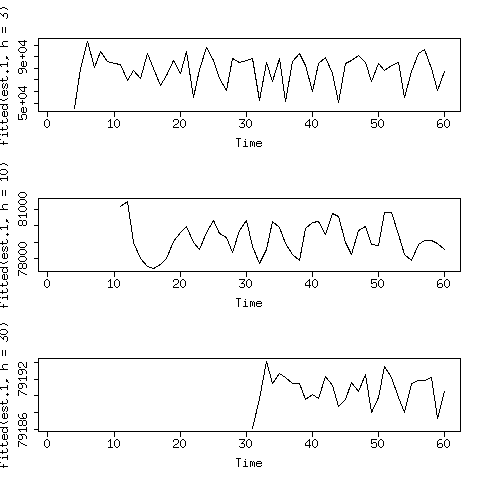 fitted(est.1, h = 3)
5e+04 9e+04
0 10 20 30 40 50 60
Time
fitted(est.1, h = 10)
78000 81000
0 10 20 30 40 50 60
Time
fitted(est.1, h = 30)
79186 79192
0 10 20 30 40 50 60
Time